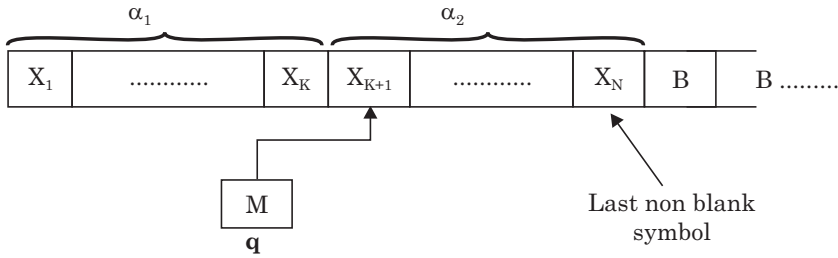 α₁ α₂
X₁ ............ X_K X_{K+1} ............ X_N B B .........
M
q
Last non blank
symbol